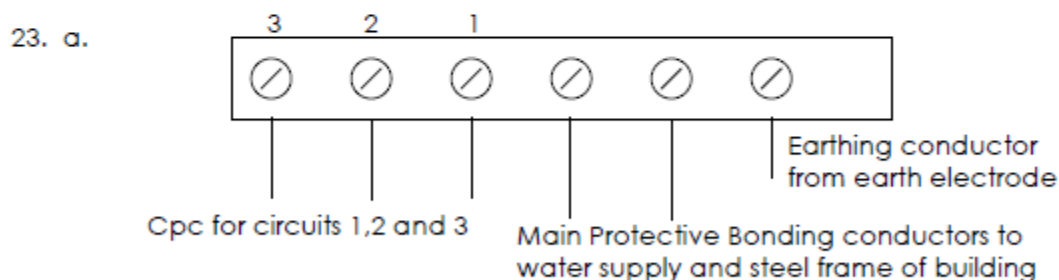 23. a.
3 2 1
Earthing conductor
from earth electrode
Cpc for circuits 1,2 and 3
Main Protective Bonding conductors to
water supply and steel frame of building